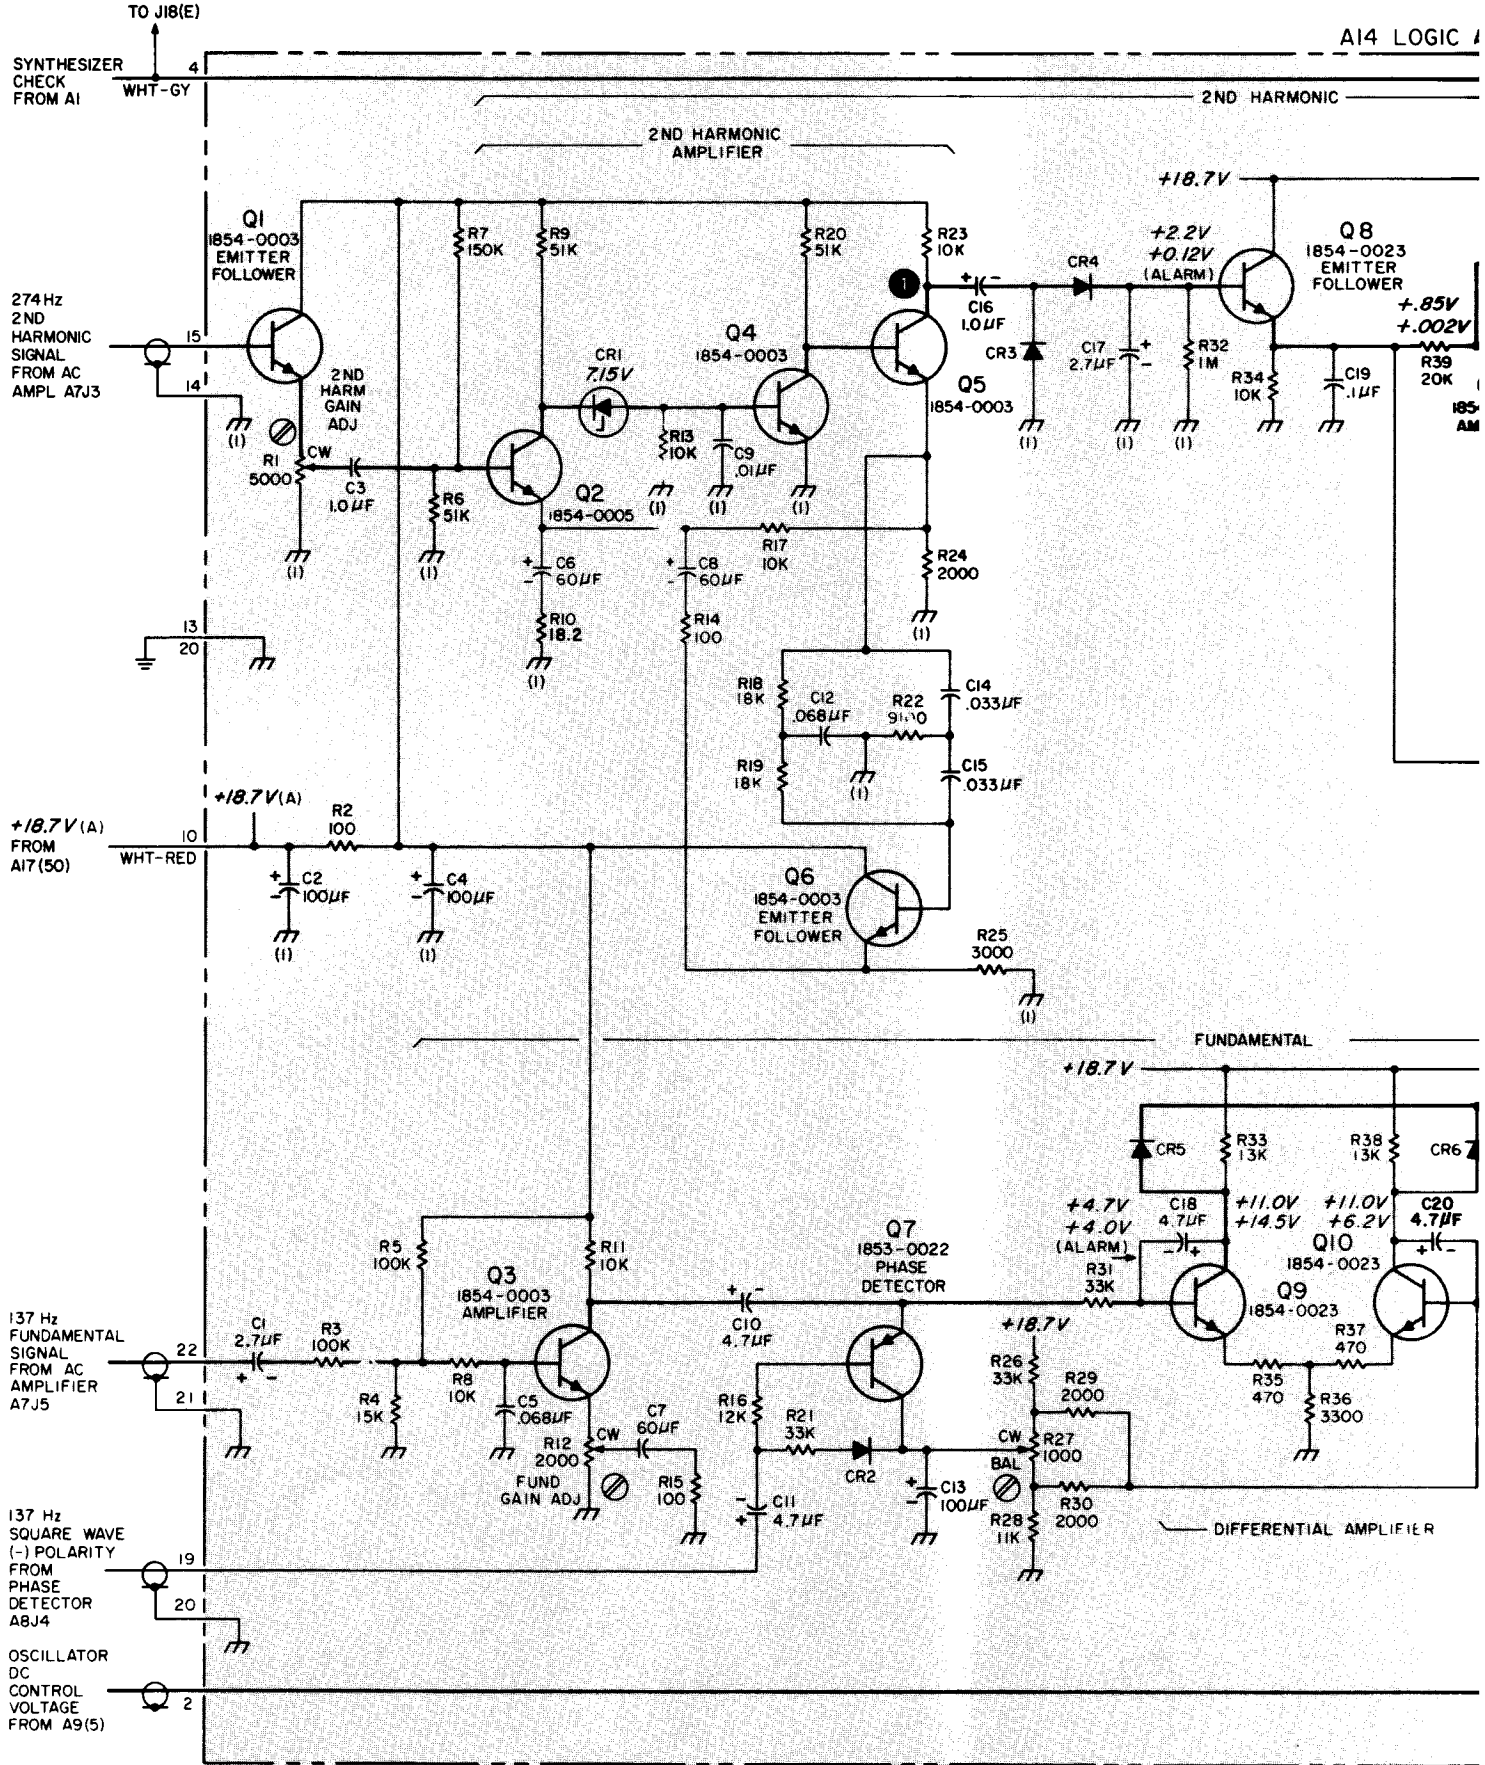 TO J18(E)
A14 LOGIC
SYNTHESIZER
CHECK
FROM A1
4
WHT-GY
2ND HARMONIC
2ND HARMONIC
AMPLIFIER
+18.7V
Q1
1854-0003
EMITTER
FOLLOWER
R7
150K
R9
51K
R20
51K
R23
10K
+2.2V
+0.12V
(ALARM)
CR4
Q8
1854-0023
EMITTER
FOLLOWER
1
C16
1.0µF
274Hz
2ND
HARMONIC
SIGNAL
FROM AC
AMPL A7J3
15
14
(1)
2ND
HARM
GAIN
ADJ
CR1
7.15V
Q4
1854-0003
Q5
1854-0003
CR3
(1)
C17
2.7µF
+
-
(1)
R32
1M
(1)
R34
10K
C19
.1µF
+.85V
+.002V
R39
20K
R1
5000
CW
(1)
C3
1.0µF
R6
51K
(1)
Q2
1854-0005
R13
10K
(1)
C9
.01µF
(1)
(1)
C6
60µF
+
-
R10
18.2
(1)
C8
60µF
+
-
R17
10K
R14
100
R24
2000
(1)
13
20
R18
18K
C12
.068µF
R22
C14
.033µF
R19
18K
(1)
C15
.033µF
+18.7V(A)
FROM
A17(50)
10
WHT-RED
+18.7V(A)
R2
100
C2
100µF
+
-
(1)
C4
100µF
+
-
(1)
Q6
1854-0003
EMITTER
FOLLOWER
R25
3000
(1)
FUNDAMENTAL
+18.7V
CR5
R33
13K
R38
13K
CR6
R5
100K
R11
10K
Q3
1854-0003
AMPLIFIER
Q7
1853-0022
PHASE
DETECTOR
+4.7V
+4.0V
(ALARM)
C18
4.7µF
- +
+11.0V
+14.5V
+11.0V
+6.2V
C20
4.7µF
+ -
Q10
1854-0023
R31
33K
Q9
1854-0023
137 Hz
FUNDAMENTAL
SIGNAL
FROM AC
AMPLIFIER
A7J5
22
21
C1
2.7µF
+ -
R3
100K
R4
15K
R8
10K
C5
.068µF
+ -
C10
4.7µF
+18.7V
R26
33K
R29
2000
R35
470
R37
470
R36
3300
R12
2000
CW
FUND
GAIN ADJ
C7
60µF
R15
100
R16
12K
R21
33K
CR2
C11
4.7µF
-
+
C13
100µF
+
-
CW
BAL
R27
1000
R28
11K
R30
2000
DIFFERENTIAL AMPLIFIER
137 Hz
SQUARE WAVE
(-) POLARITY
FROM
PHASE
DETECTOR
A8J4
19
20
OSCILLATOR
DC
CONTROL
VOLTAGE
FROM A9(5)
2